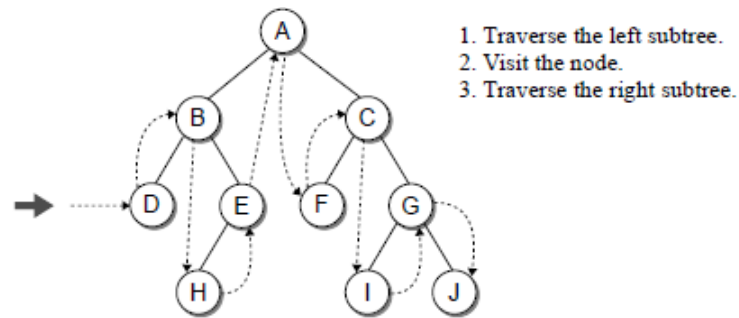 A
1. Traverse the left subtree.
2. Visit the node.
3. Traverse the right subtree.
B
C
D
E
F
G
H
I
J